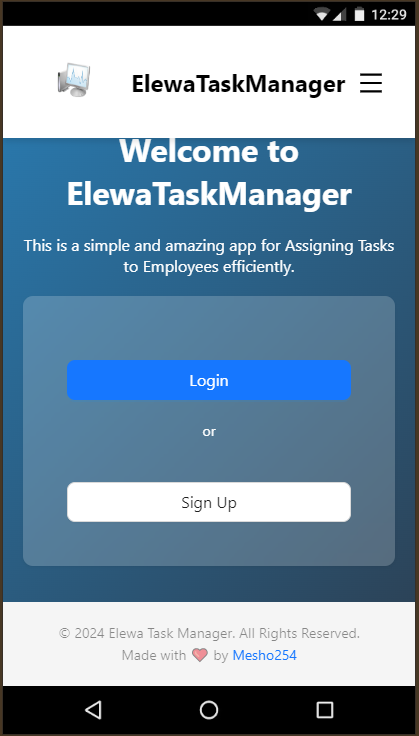 12:29
ElewaTaskManager
Welcome to
ElewaTaskManager
This is a simple and amazing app for Assigning Tasks
to Employees efficiently.
Login
or
Sign Up
© 2024 Elewa Task Manager. All Rights Reserved.
Made with ❤️ by Mesho254